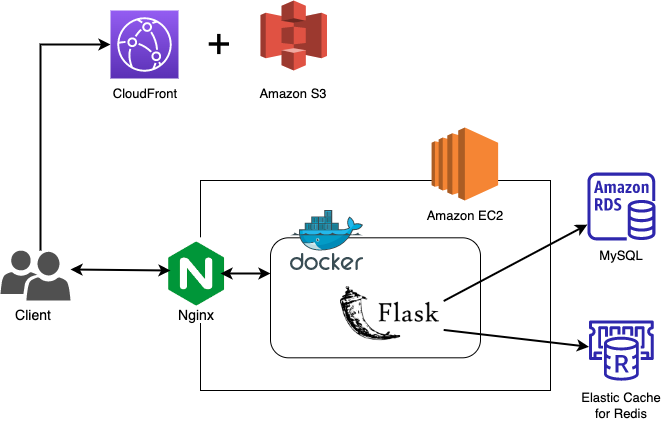 CloudFront
+
Amazon S3
Amazon EC2
Amazon
RDS
MySQL
docker
N
Nginx
Flask
Client
R
Elastic Cache
for Redis